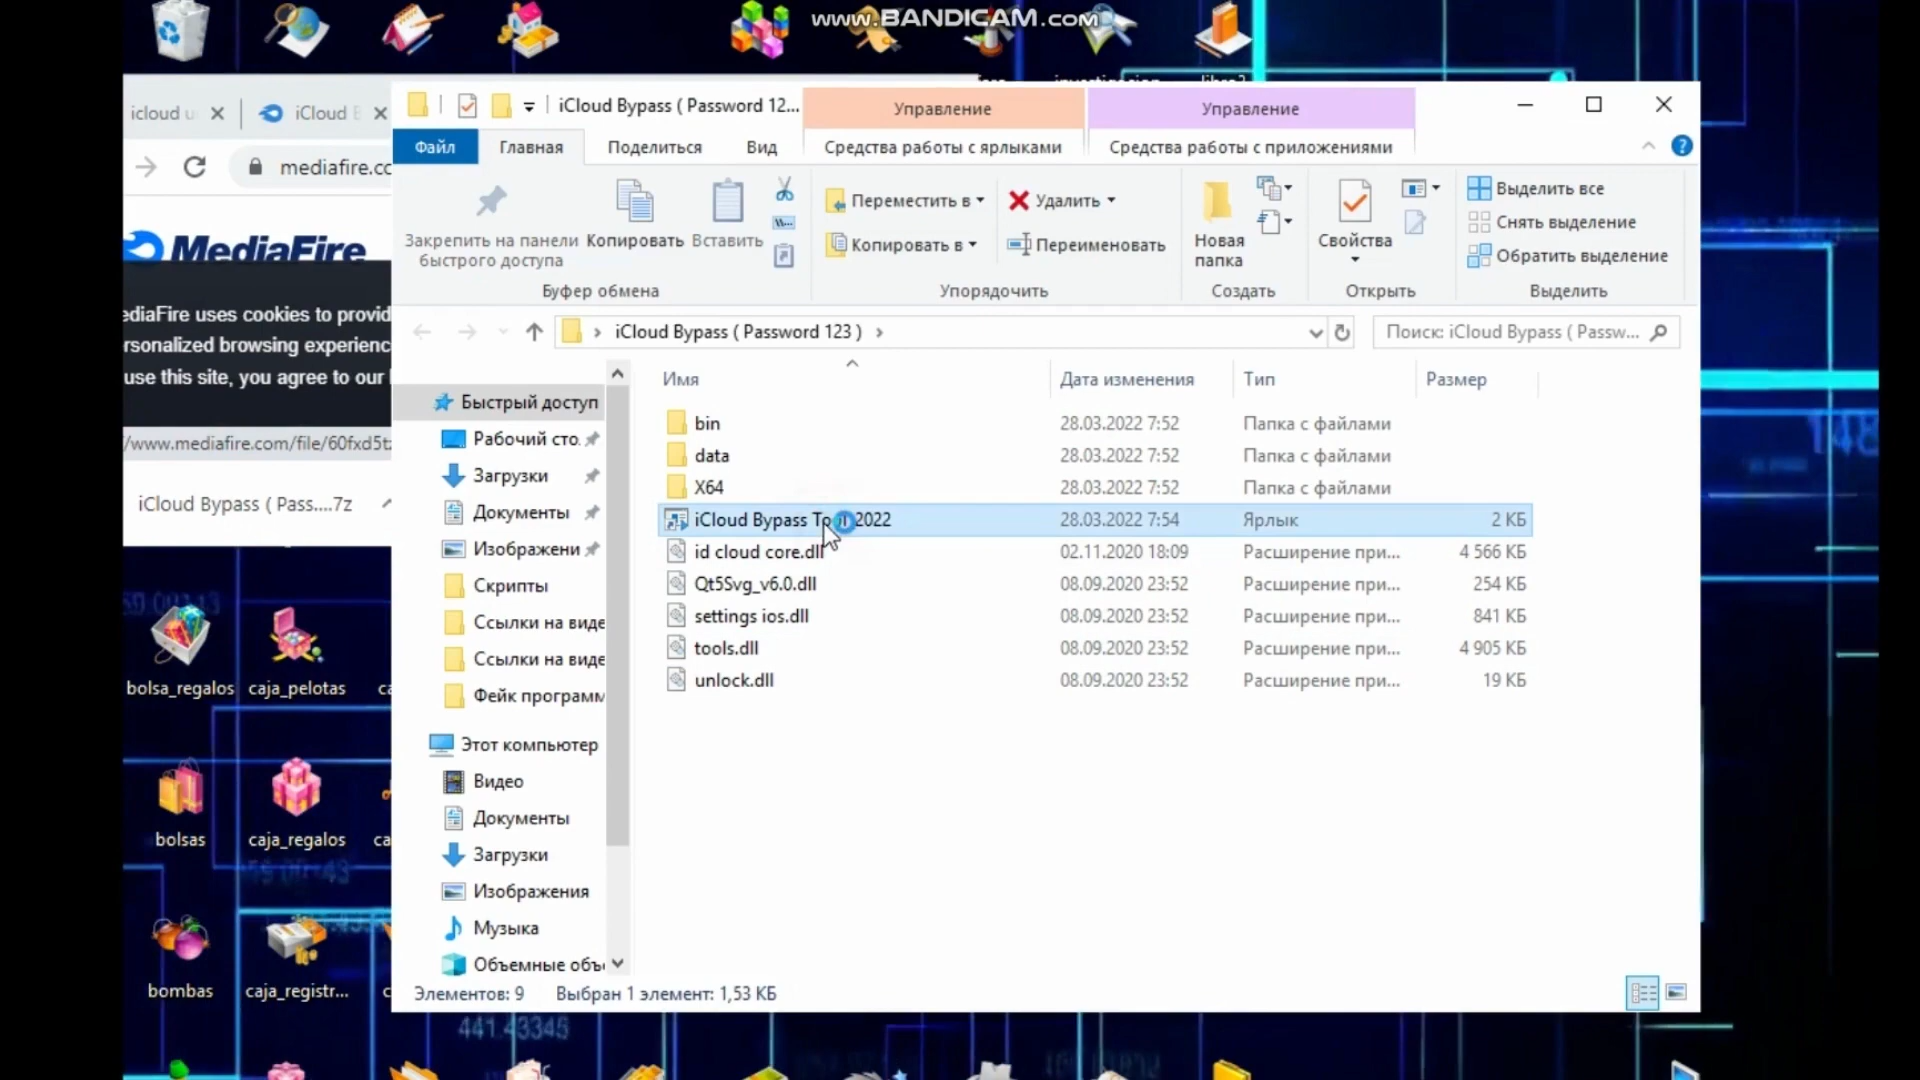 www.BANDICAM.com
icloud u
iCloud B
mediafire.co
MediaFire
ediaFire uses cookies to provid
rsonalized browsing experienc
use this site, you agree to our
/www.mediafire.com/file/60fxd5t
iCloud Bypass ( Pass....7z
iCloud Bypass ( Password 12...
Управление
Управление
Файл
Главная
Поделиться
Вид
Средства работы с ярлыками
Средства работы с приложениями
Закрепить на панели
быстрого доступа
Копировать
Вставить
Переместить в
Копировать в
Удалить
Переименовать
Новая
папка
Свойства
Выделить все
Снять выделение
Обратить выделение
Буфер обмена
Упорядочить
Создать
Открыть
Выделить
iCloud Bypass ( Password 123 )
Поиск: iCloud Bypass ( Passw...
Быстрый доступ
Рабочий сто.
Загрузки
Документы
Изображени
Скрипты
Ссылки на виде
Ссылки на виде
Фейк программ
Этот компьютер
Видео
Документы
Загрузки
Изображения
Музыка
Объемные объ
Имя
Дата изменения
Тип
Размер
bin 28.03.2022 7:52 Папка с файлами
data 28.03.2022 7:52 Папка с файлами
X64 28.03.2022 7:52 Папка с файлами
iCloud Bypass 2022 28.03.2022 7:54 Ярлык 2 КБ
id cloud core.dll 02.11.2020 18:09 Расширение при... 4 566 КБ
Qt5Svg_v6.0.dll 08.09.2020 23:52 Расширение при... 254 КБ
settings ios.dll 08.09.2020 23:52 Расширение при... 841 КБ
tools.dll 08.09.2020 23:52 Расширение при... 4 905 КБ
unlock.dll 08.09.2020 23:52 Расширение при... 19 КБ
Элементов: 9
Выбран 1 элемент: 1,53 КБ
bolsa_regalos
caja_pelotas
ca
bolsas
caja_regalos
ca
bombas
caja_registr...
c
441.43345